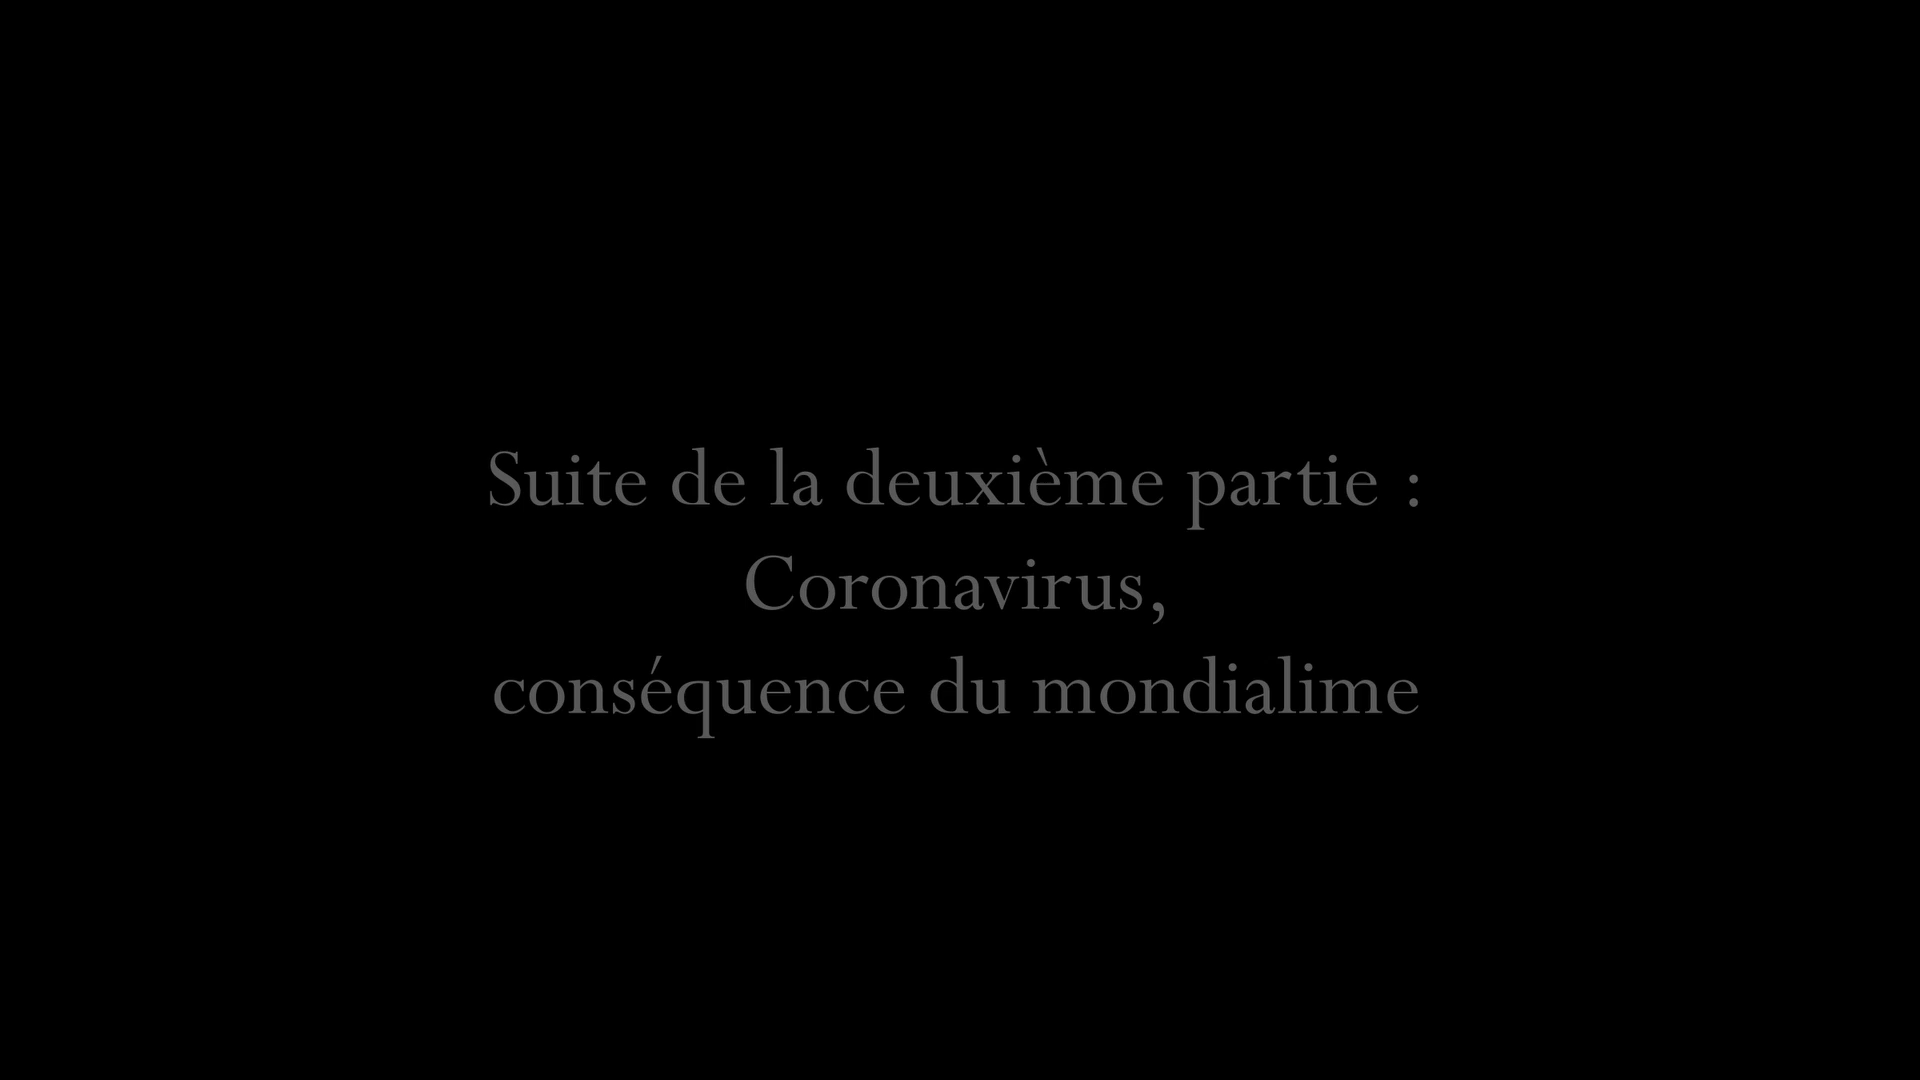 Suite de la deuxième partie :
Coronavirus,
conséquence du mondialime